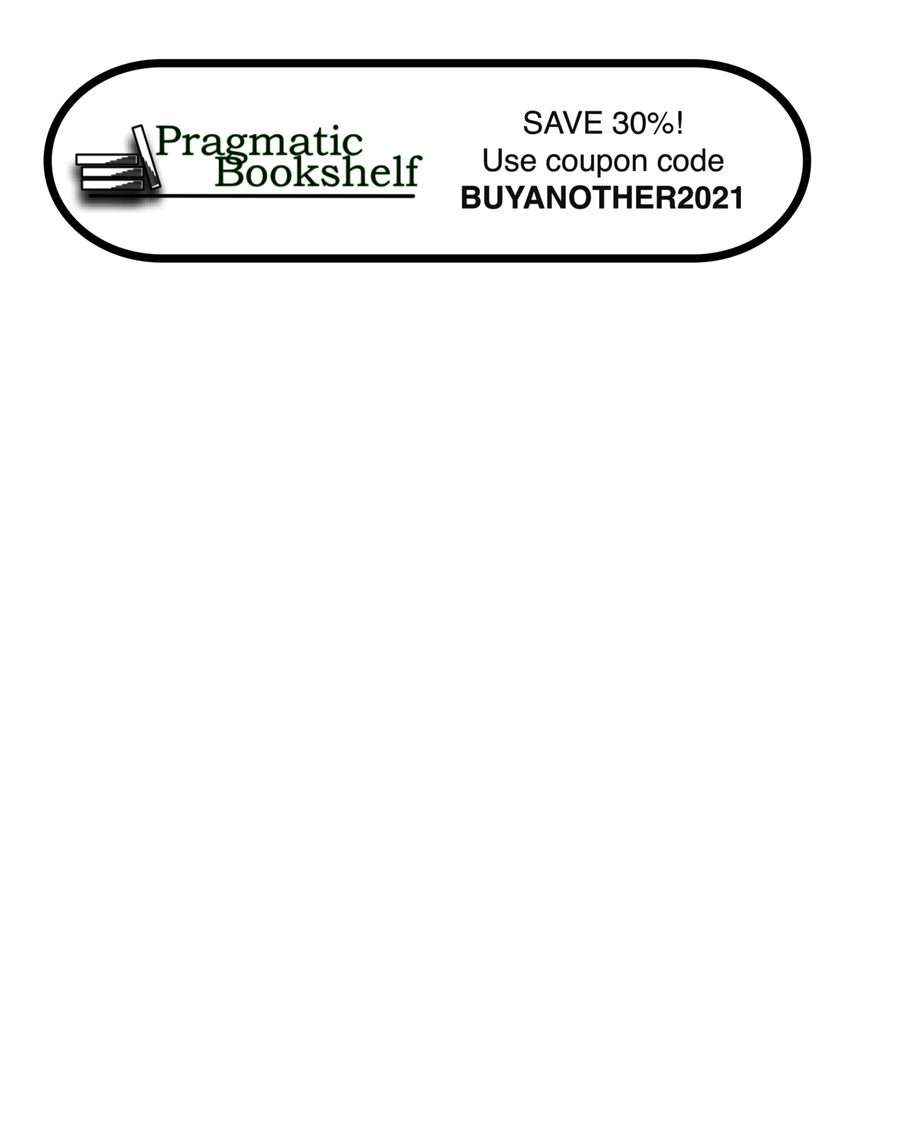 Pragmatic
Bookshelf
SAVE 30%!
Use coupon code
BUYANOTHER2021